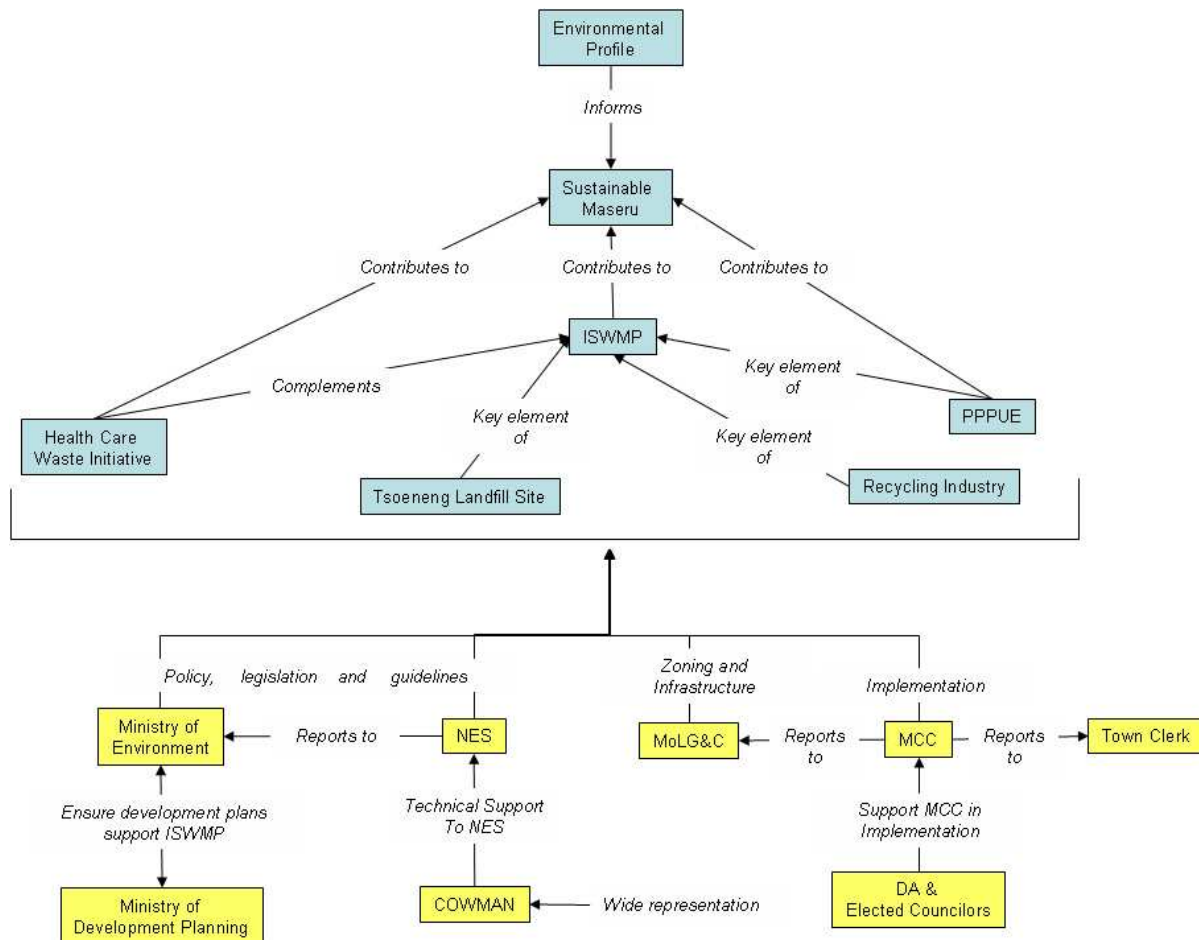 Environmental
Profile
Informs
Sustainable
Maseru
Contributes to
Contributes to
Contributes to
ISWMP
Complements
Key element
of
Key element
of
Key element
of
PPPUE
Health Care
Waste Initiative
Tsoeneng Landfill Site
Recycling Industry
Policy, legislation and guidelines
Zoning and
Infrastructure
Implementation
Ministry of
Environment
Reports to
NES
MoLG&C
Reports
to
MCC
Reports
to
Town Clerk
Ensure development plans
support ISWMP
Technical Support
To NES
Support MCC in
Implementation
Ministry of
Development Planning
COWMAN
Wide representation
DA &
Elected Councilors